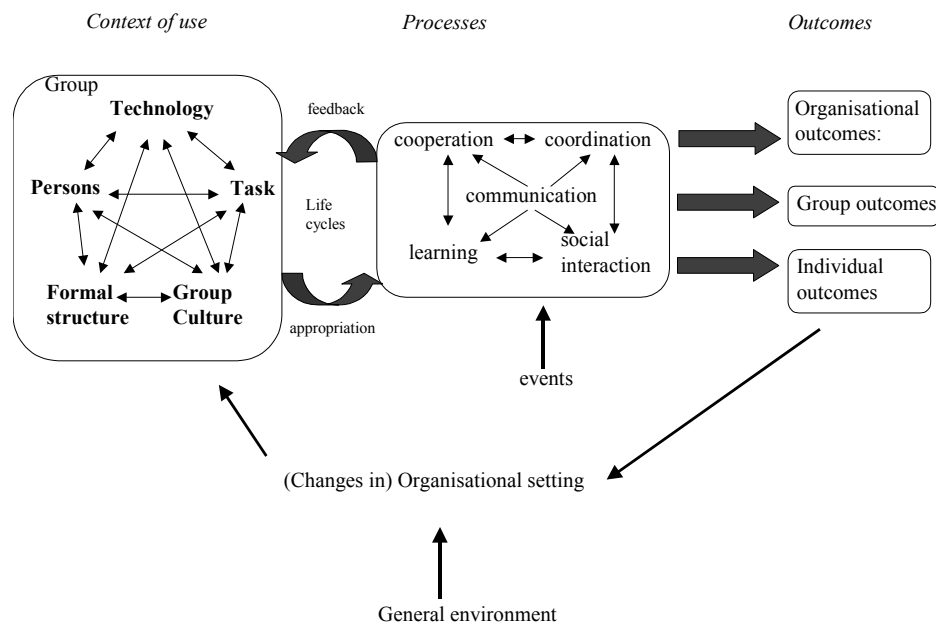 Context of use
Processes
Outcomes
Group
Technology
Persons
Task
Formal
structure
Group
Culture
feedback
Life
cycles
appropriation
cooperation
coordination
communication
learning
social
interaction
events
Organisational
outcomes:
Group outcomes
Individual
outcomes
(Changes in) Organisational setting
General environment